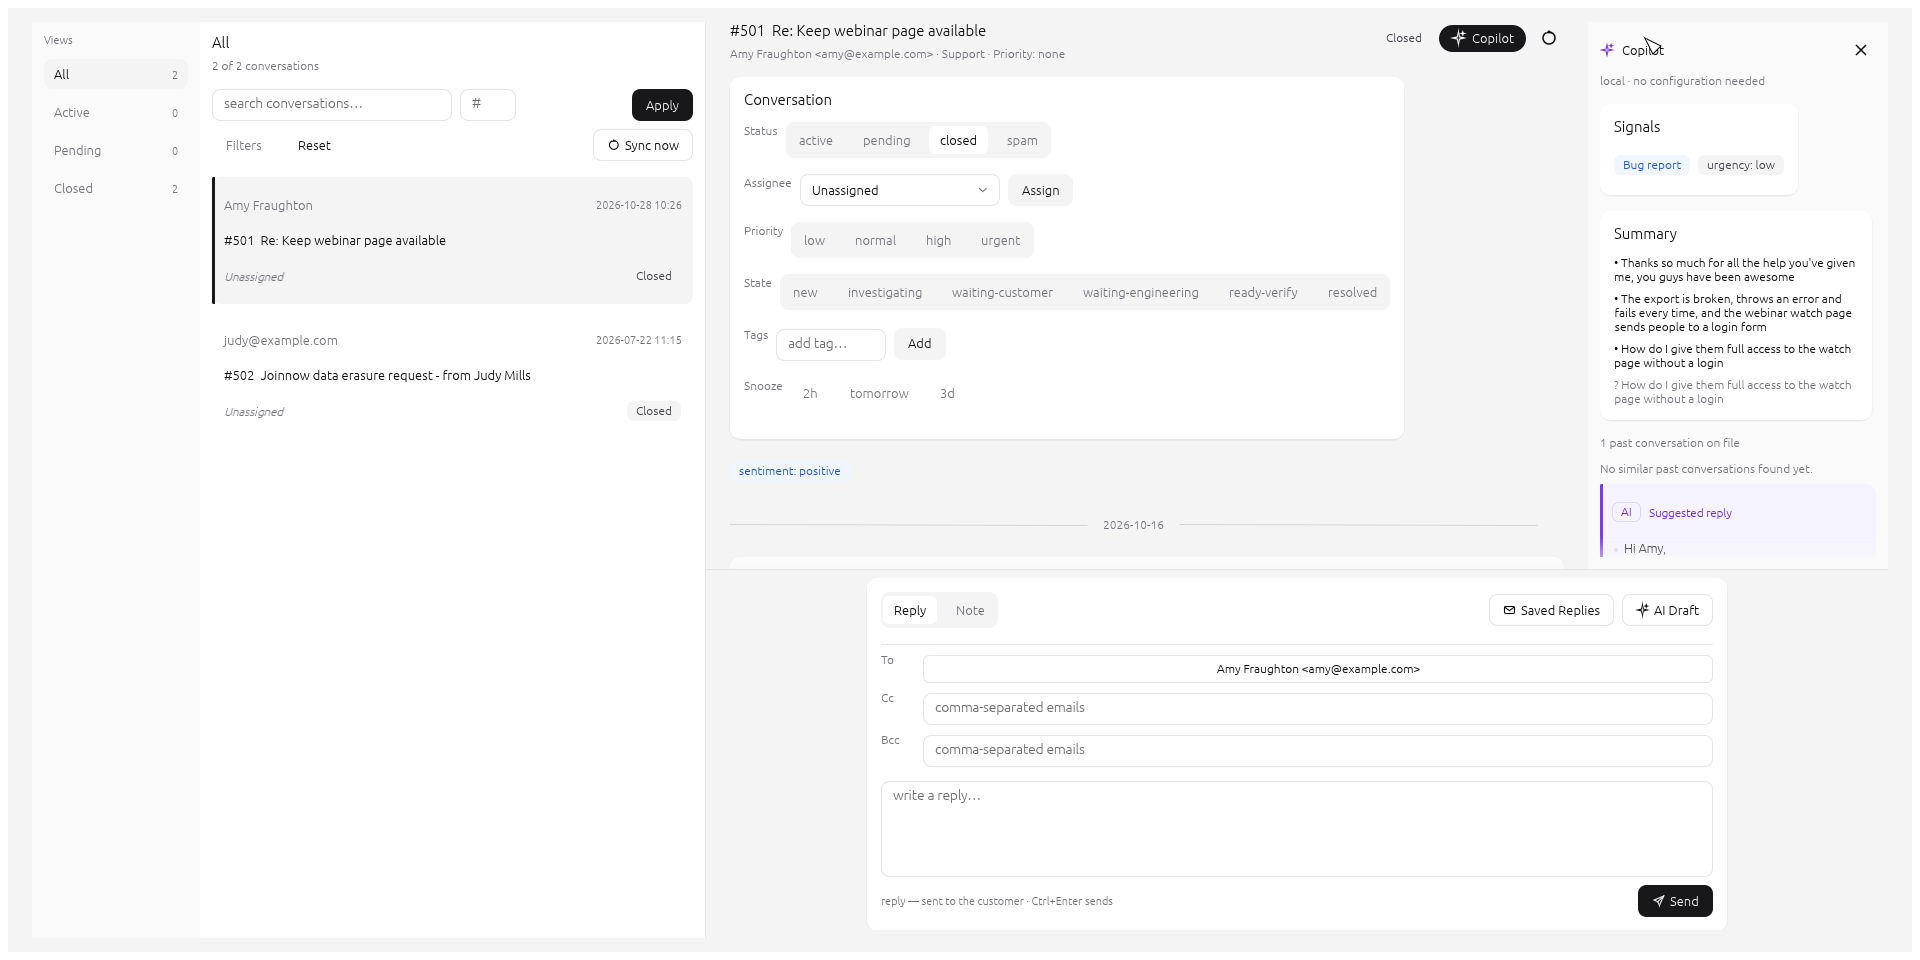 Views
All 2
Active 0
Pending 0
Closed 2
All
2 of 2 conversations
search conversations…
#
Apply
Filters
Reset
Sync now
Amy Fraughton 2026-10-28 10:26
#501 Re: Keep webinar page available
Unassigned Closed
judy@example.com 2026-07-22 11:15
#502 Joinnow data erasure request - from Judy Mills
Unassigned Closed
#501 Re: Keep webinar page available
Amy Fraughton <amy@example.com> · Support · Priority: none
Closed
Copilot
Conversation
Status active pending closed spam
Assignee Unassigned Assign
Priority low normal high urgent
State new investigating waiting-customer waiting-engineering ready-verify resolved
Tags add tag… Add
Snooze 2h tomorrow 3d
sentiment: positive
2026-10-16
Copilot
local · no configuration needed
Signals
Bug report urgency: low
Summary
• Thanks so much for all the help you've given
me, you guys have been awesome
• The export is broken, throws an error and
fails every time, and the webinar watch page
sends people to a login form
• How do I give them full access to the watch
page without a login
? How do I give them full access to the watch
page without a login
1 past conversation on file
No similar past conversations found yet.
AI Suggested reply
Hi Amy,
Reply Note
Saved Replies
AI Draft
To Amy Fraughton <amy@example.com>
Cc comma-separated emails
Bcc comma-separated emails
write a reply…
reply — sent to the customer · Ctrl+Enter sends
Send